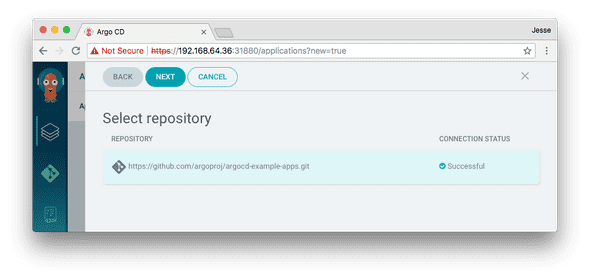 Argo CD
Jesse
Not Secure https://192.168.64.36:31880/applications?new=true
BACK NEXT CANCEL
Select repository
REPOSITORY CONNECTION STATUS
https://github.com/argoproj/argocd-example-apps.git Successful